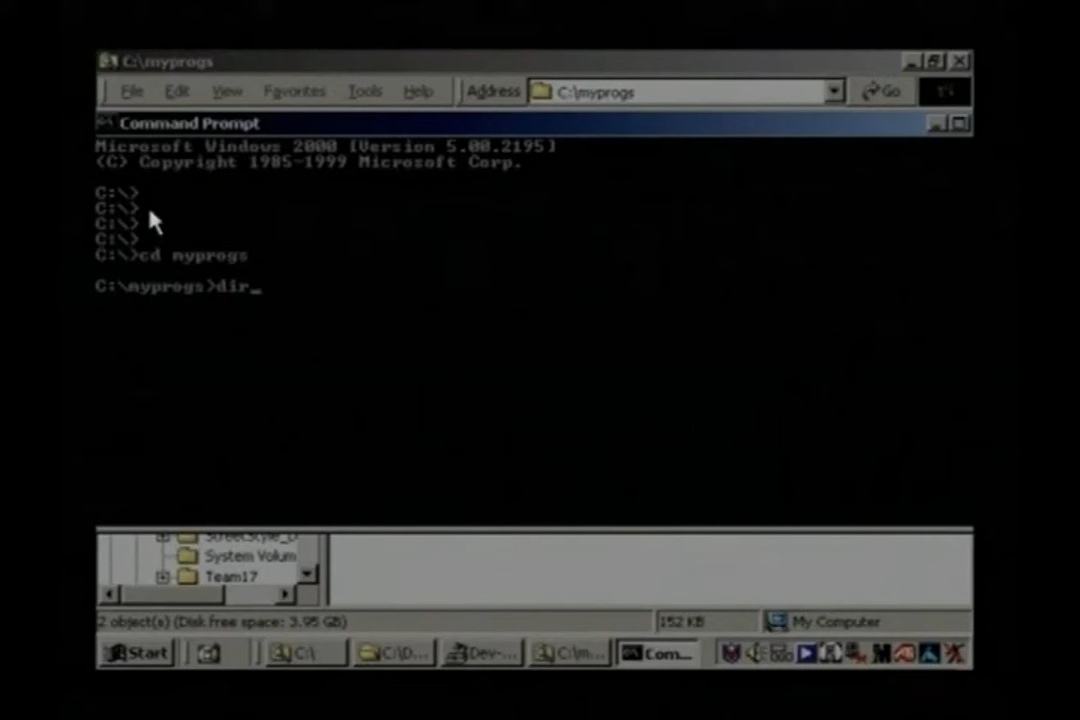 C:\myprogs
File Edit View Favorites Tools Help Address C:\myprogs Go
Command Prompt
Microsoft Windows 2000 [Version 5.00.2195]
(C) Copyright 1985-1999 Microsoft Corp.
C:\>
C:\>
C:\>
C:\>
C:\>cd myprogs
C:\myprogs>dir_
StreetStyle_D
System Volum
Team17
2 object(s) (Disk free space: 3.95 GB) 152 KB My Computer
Start C:\ C:\D... Dev-... C:\m... Com...